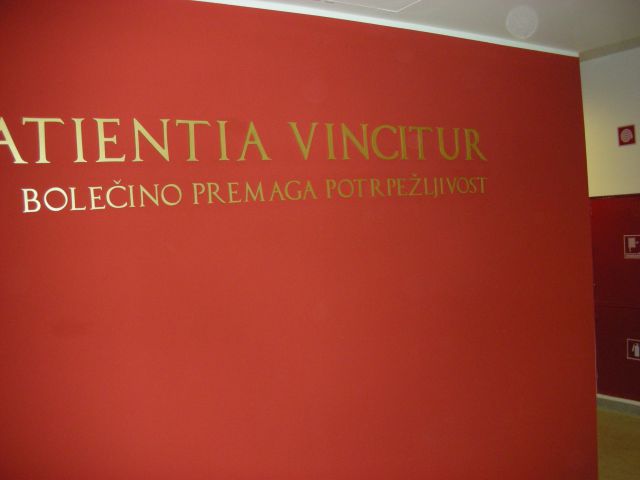 ATIENTIA VINCITUR
BOLEČINO PREMAGA POTRPEŽLJIVOST